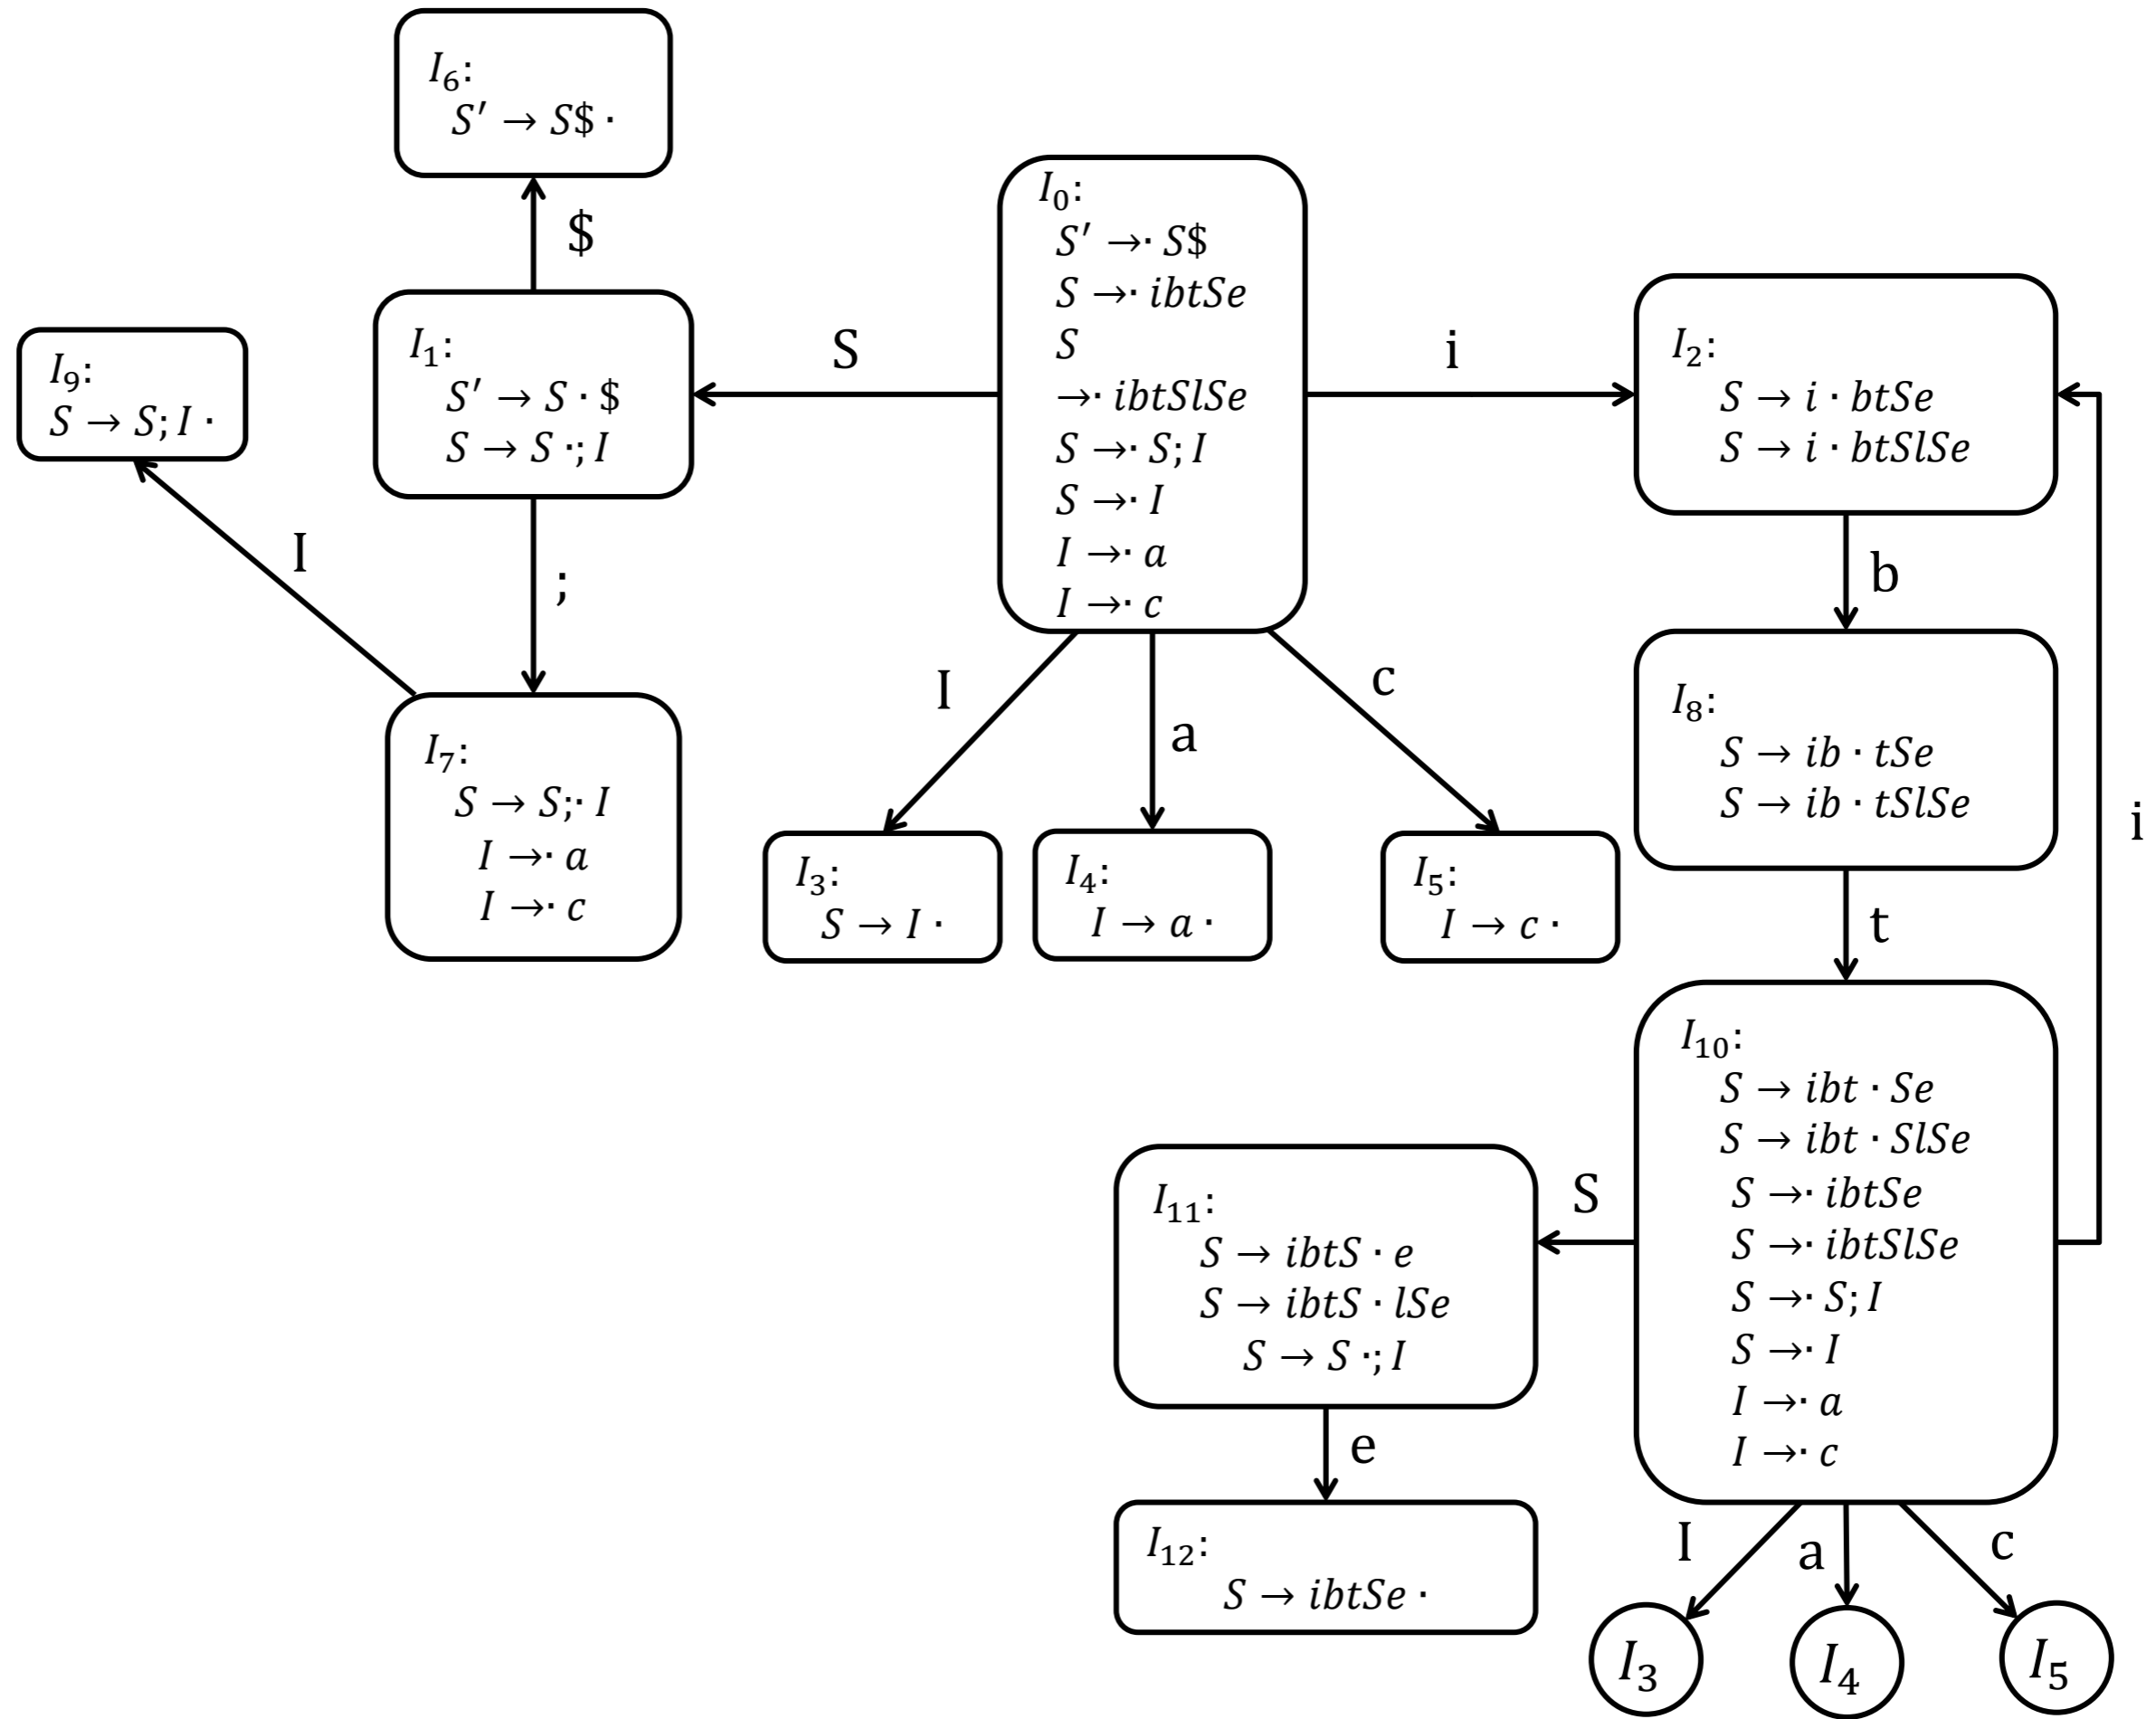 I₆:
S′ → S$ ·
$
I₀:
S′ →· S$
S →· ibtSe
S
→· ibtSlSe
S →· S; I
S →· I
I →· a
I →· c
S
i
I₁:
S′ → S · $
S → S ·; I
I₉:
S → S; I ·
I
;
I₂:
S → i · btSe
S → i · btSlSe
b
I₇:
S → S;· I
I →· a
I →· c
I
a
c
I₃:
S → I ·
I₄:
I → a ·
I₅:
I → c ·
I₈:
S → ib · tSe
S → ib · tSlSe
i
t
I₁₀:
S → ibt · Se
S → ibt · SlSe
S →· ibtSe
S →· ibtSlSe
S →· S; I
S →· I
I →· a
I →· c
S
I₁₁:
S → ibtS · e
S → ibtS · lSe
S → S ·; I
e
I₁₂:
S → ibtSe ·
I
a
c
I₃
I₄
I₅